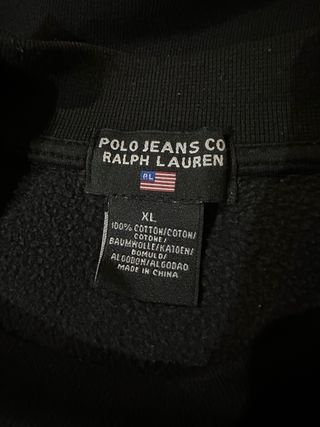 POLO JEANS CO
RALPH LAUREN
RL
XL
100% COTTON/COTON/
COTONE/
BAUMWOLLE/KATOEN/
BOMULD/
ALGODON/ALGODAO
MADE IN CHINA